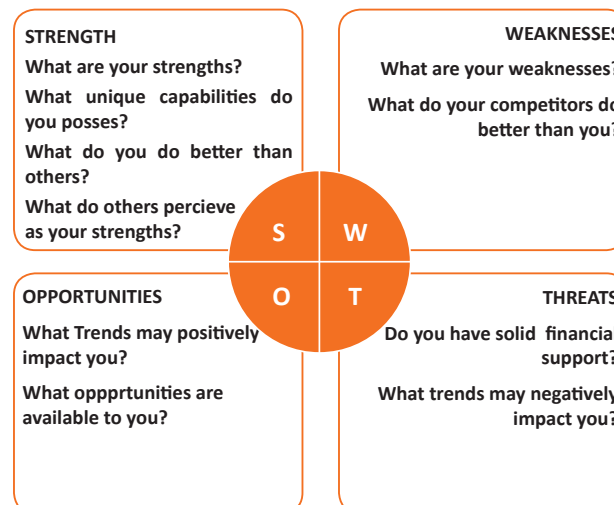 STRENGTH
What are your strengths?
What unique capabilities do
you posses?
What do you do better than
others?
What do others percieve
as your strengths?
WEAKNESSES
What are your weaknesses?
What do your competitors do
better than you?
S
W
O
T
OPPORTUNITIES
What Trends may positively
impact you?
What oppprtunities are
available to you?
THREATS
Do you have solid financial
support?
What trends may negatively
impact you?